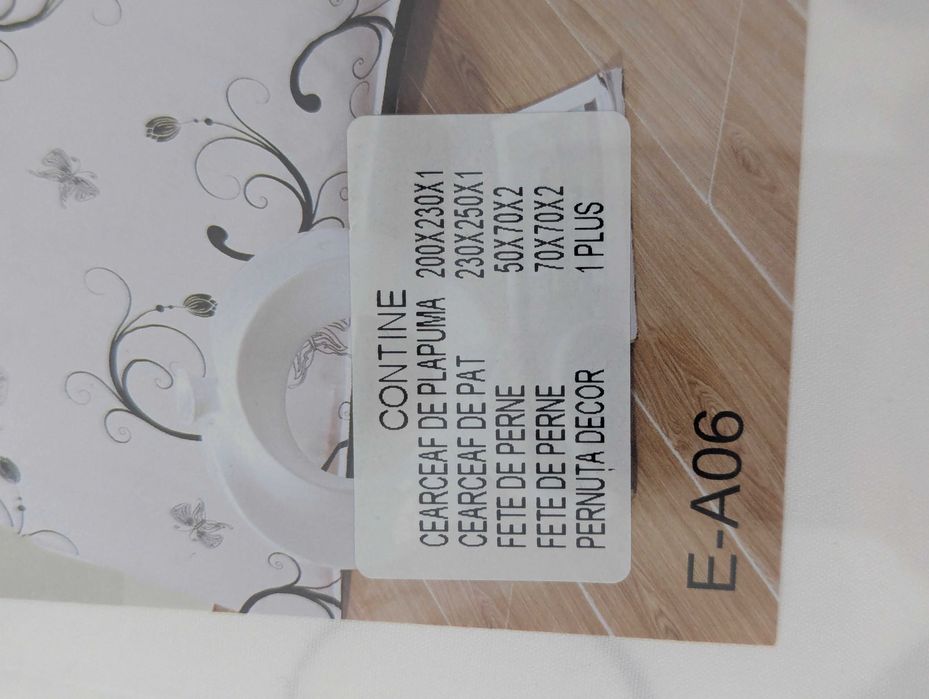 CONTINE
CEARCEAF DE PLAPUMA 200X230X1
CEARCEAF DE PAT 230X250X1
FETE DE PERNE 50X70X2
FETE DE PERNE 70X70X2
PERNUȚA DECOR 1 PLUS
E-A06